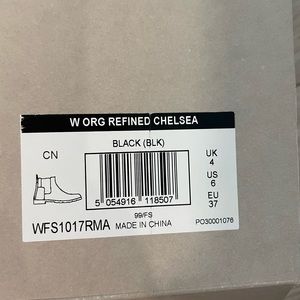 W ORG REFINED CHELSEA
BLACK (BLK)
CN
UK
4
US
6
EU
37
5 054916 118507
99/FS
WFS1017RMA MADE IN CHINA
PO30001076